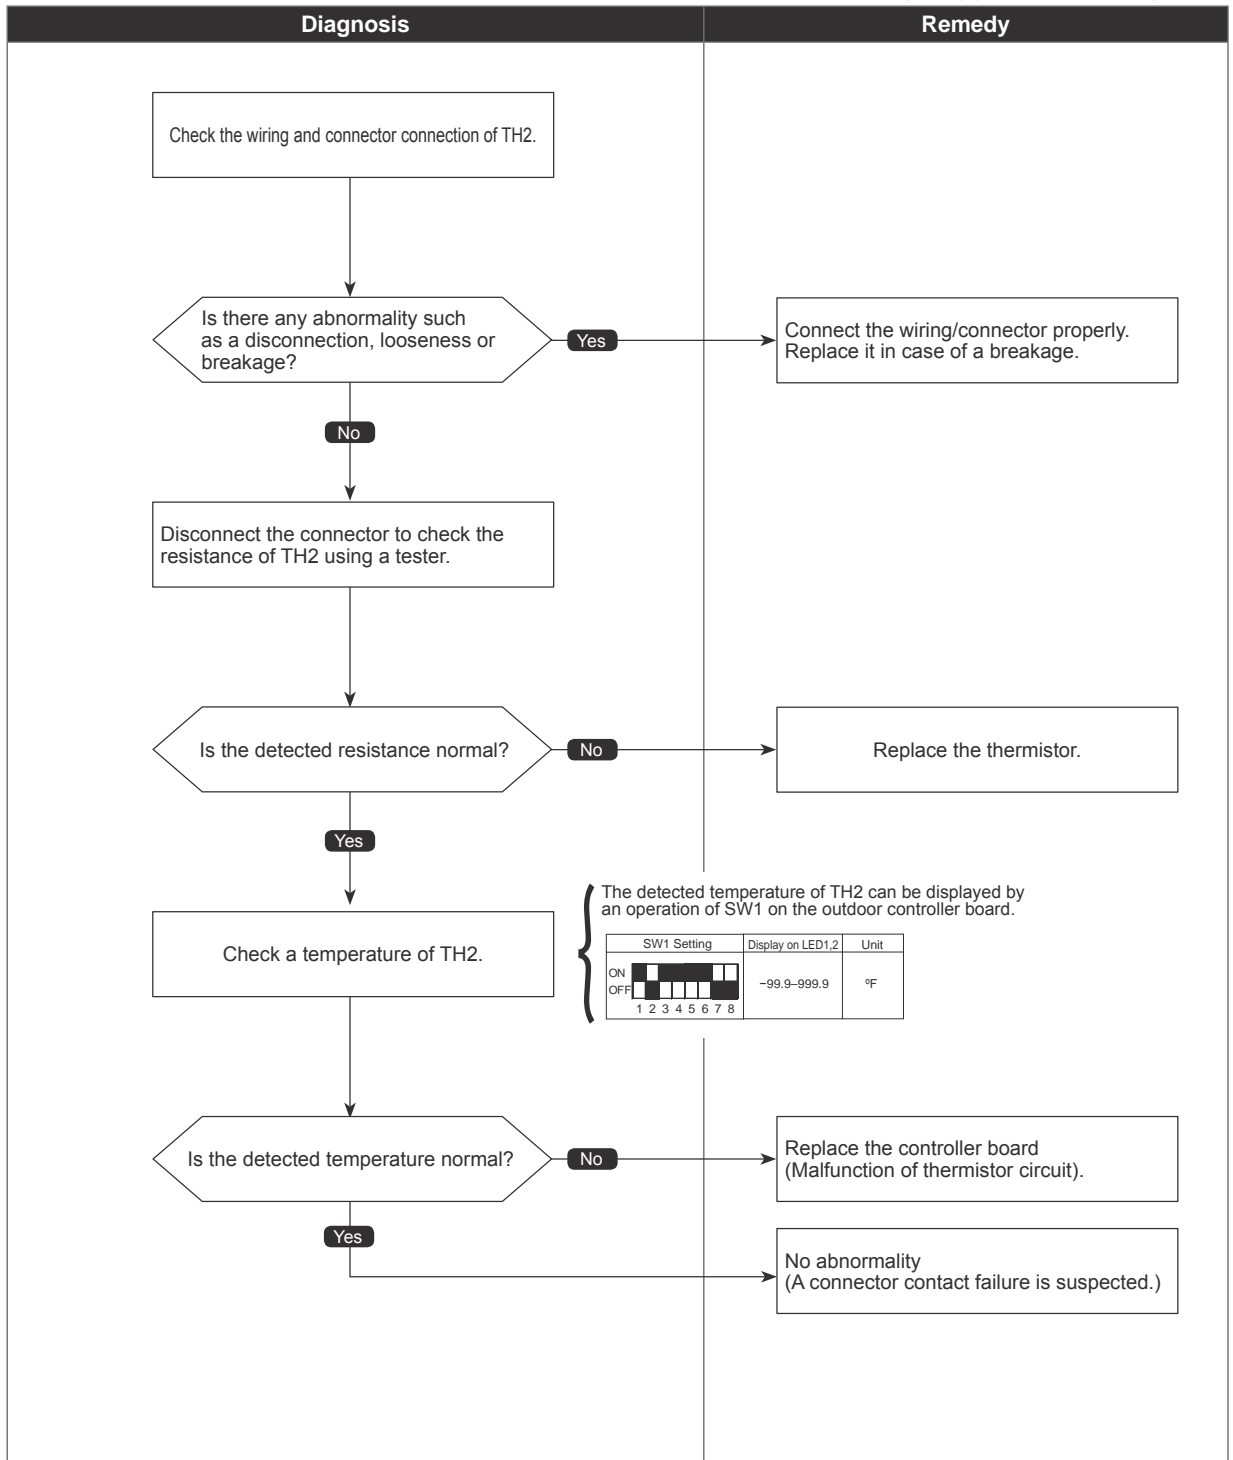 Diagnosis
Remedy
Check the wiring and connector connection of TH2.
Is there any abnormality such
as a disconnection, looseness or
breakage?
Yes
Connect the wiring/connector properly.
Replace it in case of a breakage.
No
Disconnect the connector to check the
resistance of TH2 using a tester.
Is the detected resistance normal?
No
Replace the thermistor.
Yes
The detected temperature of TH2 can be displayed by
an operation of SW1 on the outdoor controller board.
Check a temperature of TH2.
SW1 Setting
Display on LED1,2
Unit
ON
OFF
1 2 3 4 5 6 7 8
−99.9–999.9
ºF
Is the detected temperature normal?
No
Replace the controller board
(Malfunction of thermistor circuit).
Yes
No abnormality
(A connector contact failure is suspected.)